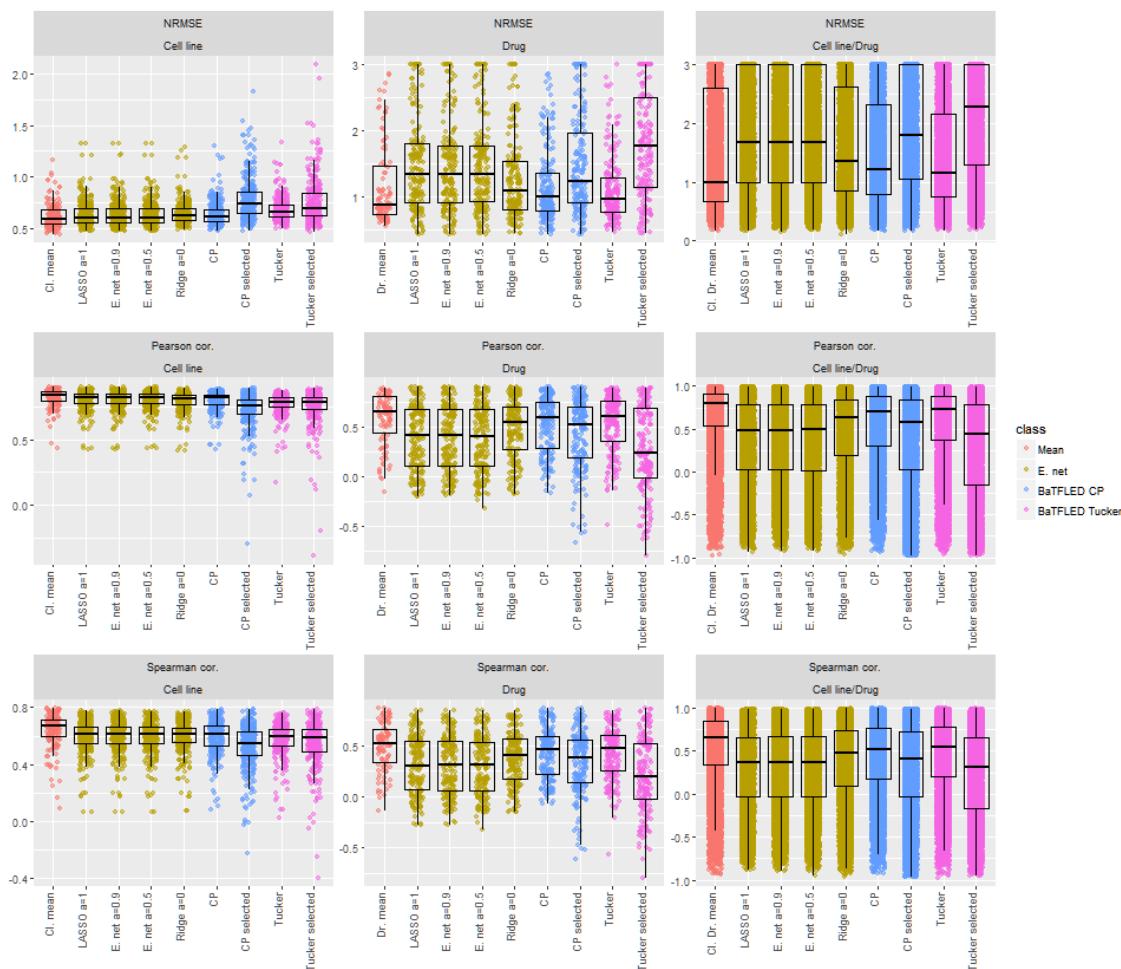 NRMSE
Cell line
2.0
1.5
1.0
0.5
Cl. mean
LASSO a=1
E. net a=0.9
E. net a=0.5
Ridge a=0
CP
CP selected
Tucker
Tucker selected
NRMSE
Drug
3
2
1
Dr. mean
LASSO a=1
E. net a=0.9
E. net a=0.5
Ridge a=0
CP
CP selected
Tucker
Tucker selected
NRMSE
Cell line/Drug
3
2
1
0
Cl. Dr. mean
LASSO a=1
E. net a=0.9
E. net a=0.5
Ridge a=0
CP
CP selected
Tucker
Tucker selected
Pearson cor.
Cell line
0.5
0.0
Cl. mean
LASSO a=1
E. net a=0.9
E. net a=0.5
Ridge a=0
CP
CP selected
Tucker
Tucker selected
Pearson cor.
Drug
0.5
0.0
-0.5
Dr. mean
LASSO a=1
E. net a=0.9
E. net a=0.5
Ridge a=0
CP
CP selected
Tucker
Tucker selected
Pearson cor.
Cell line/Drug
1.0
0.5
0.0
-0.5
-1.0
Cl. Dr. mean
LASSO a=1
E. net a=0.9
E. net a=0.5
Ridge a=0
CP
CP selected
Tucker
Tucker selected
class
Mean
E. net
BaTFLED CP
BaTFLED Tucker
Spearman cor.
Cell line
0.8
0.4
0.0
-0.4
Cl. mean
LASSO a=1
E. net a=0.9
E. net a=0.5
Ridge a=0
CP
CP selected
Tucker
Tucker selected
Spearman cor.
Drug
0.5
0.0
-0.5
Dr. mean
LASSO a=1
E. net a=0.9
E. net a=0.5
Ridge a=0
CP
CP selected
Tucker
Tucker selected
Spearman cor.
Cell line/Drug
1.0
0.5
0.0
-0.5
-1.0
Cl. Dr. mean
LASSO a=1
E. net a=0.9
E. net a=0.5
Ridge a=0
CP
CP selected
Tucker
Tucker selected